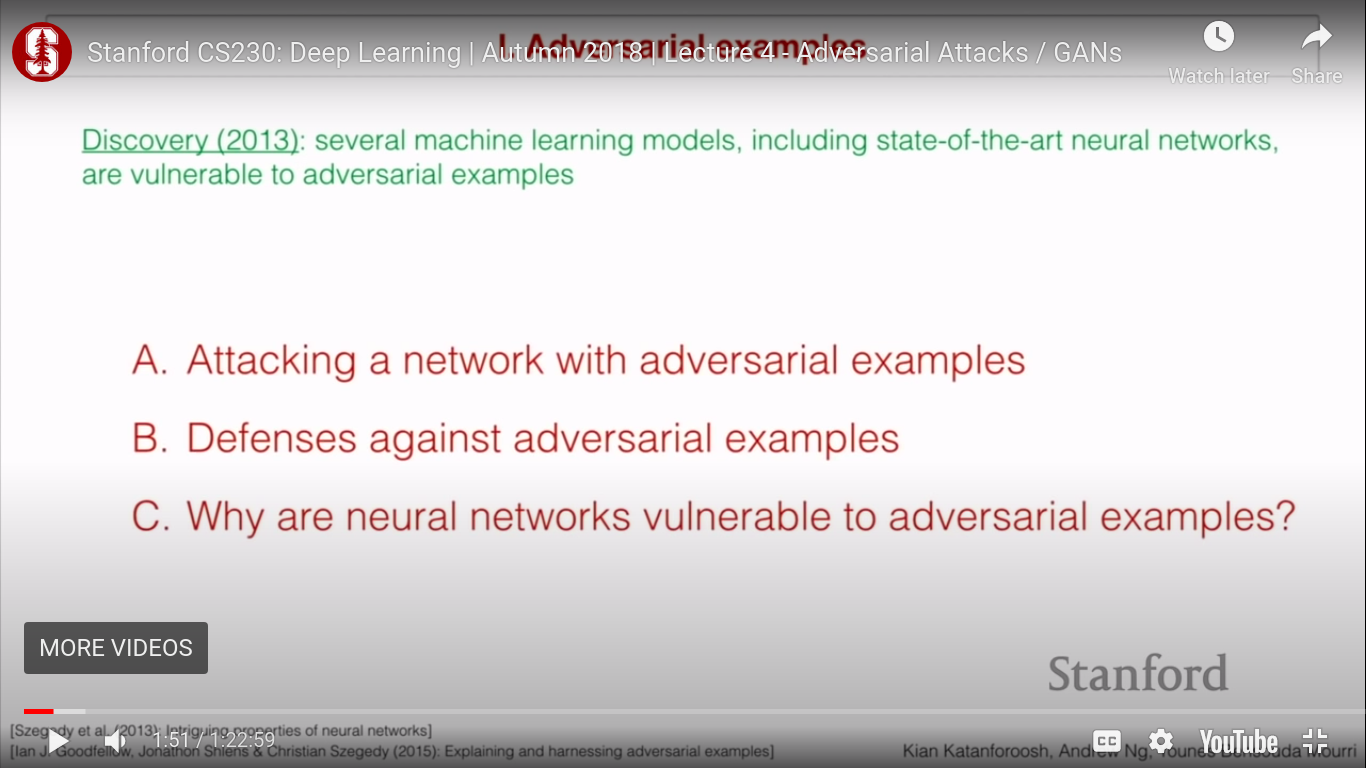 I. Adversarial examples
Stanford CS230: Deep Learning | Autumn 2018 | Lecture 4 - Adversarial Attacks / GANs
Watch later
Share
Discovery (2013): several machine learning models, including state-of-the-art neural networks,
are vulnerable to adversarial examples
A. Attacking a network with adversarial examples
B. Defenses against adversarial examples
C. Why are neural networks vulnerable to adversarial examples?
MORE VIDEOS
Stanford
[Szegedy et al. (2013): Intriguing properties of neural networks]
1:51 / 1:22:59
CC
YouTube
[Ian J. Goodfellow, Jonathon Shlens & Christian Szegedy (2015): Explaining and harnessing adversarial examples]
Kian Katanforoosh, Andrew Ng, Younes Bensouda Mourri